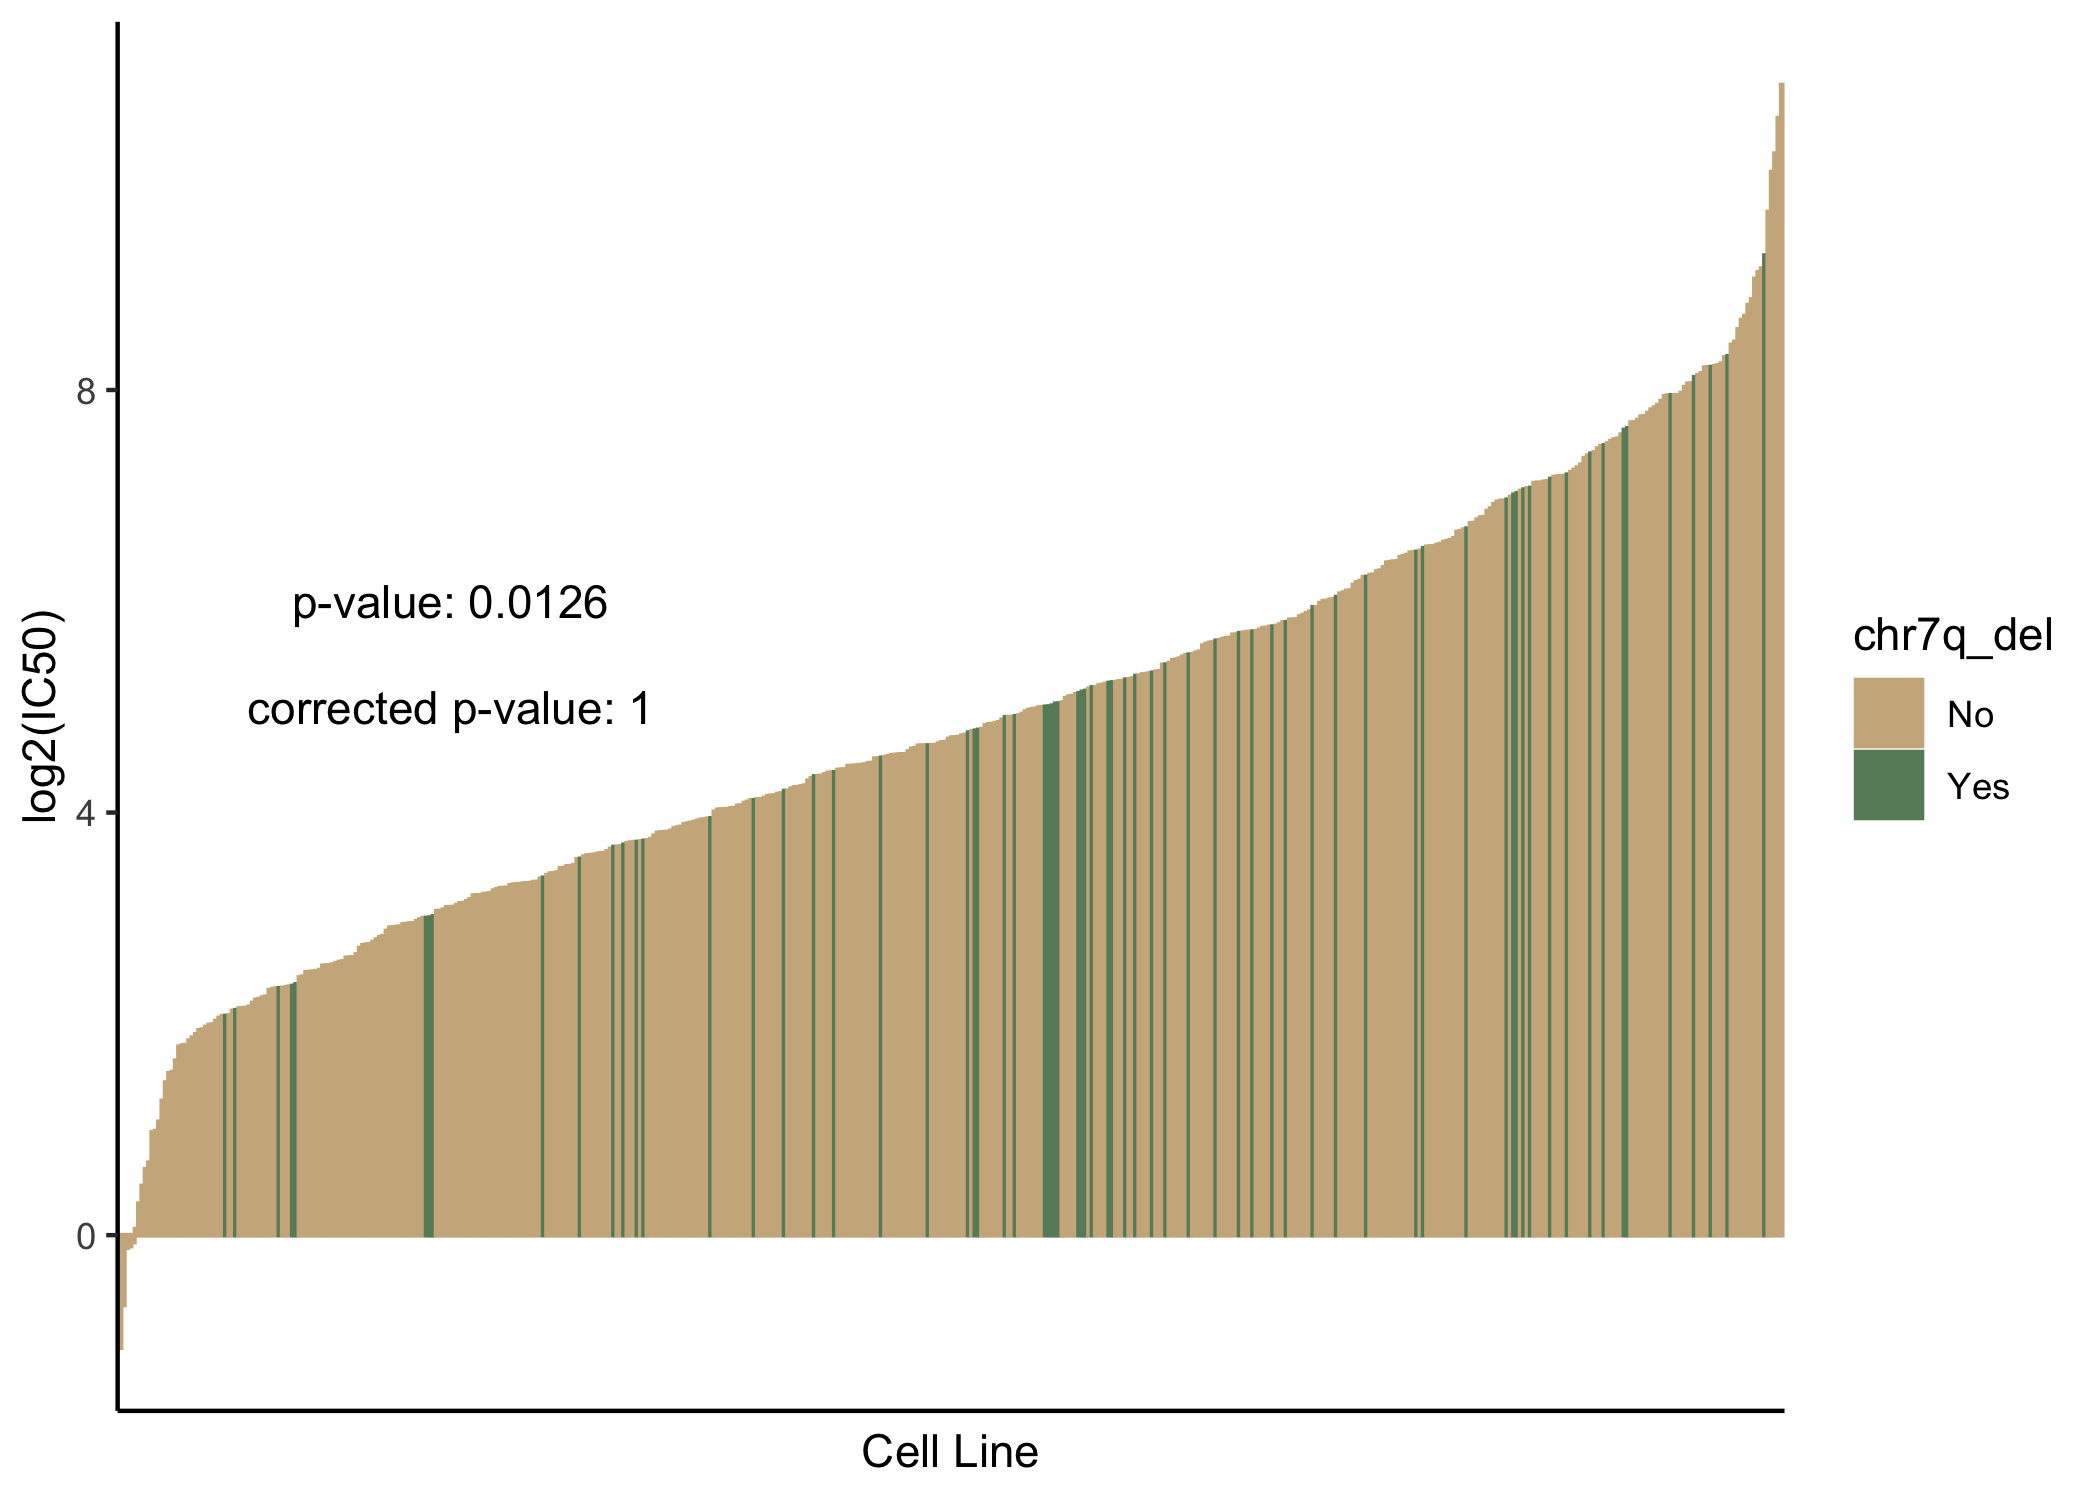 log2(IC50)
8
4
0
p-value: 0.0126
corrected p-value: 1
Cell Line
chr7q_del
No
Yes